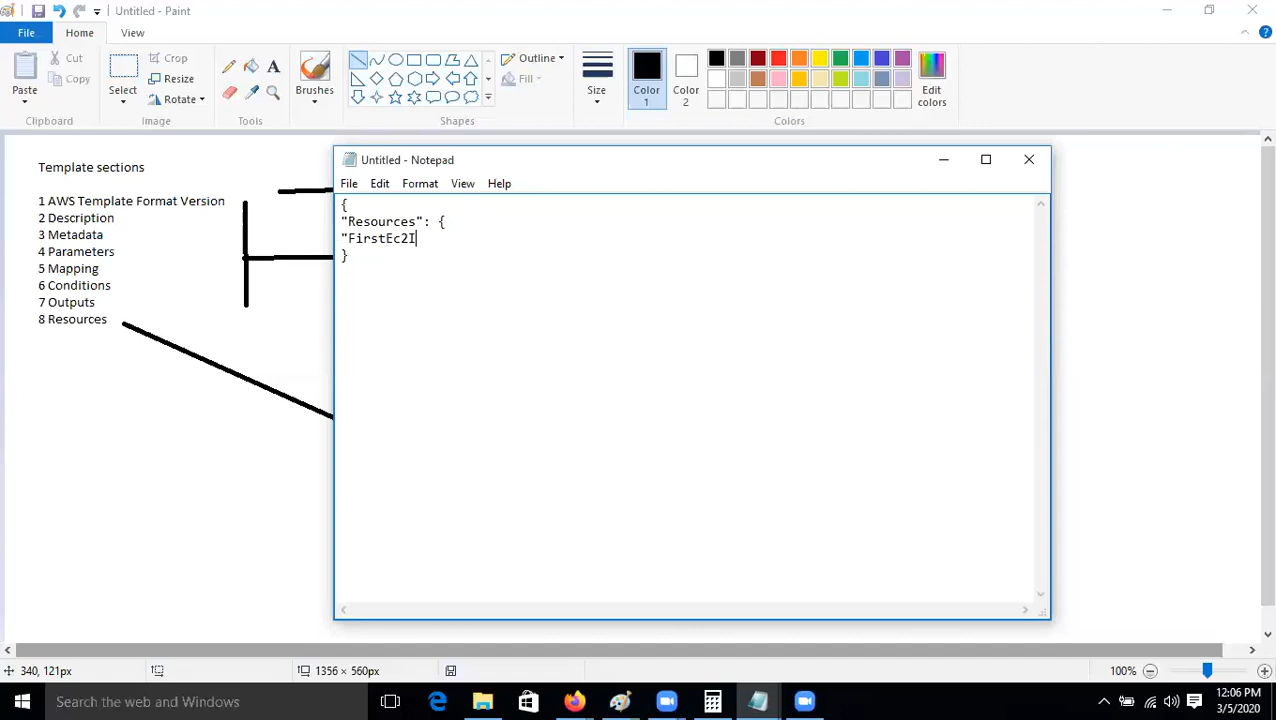 Untitled - Paint
File
Home
View
Paste
Cut
Copy
Clipboard
Select
Crop
Resize
Rotate
Image
Tools
Brushes
Shapes
Outline
Fill
Size
Color 1
Color 2
Colors
Edit colors
Template sections
1 AWS Template Format Version
2 Description
3 Metadata
4 Parameters
5 Mapping
6 Conditions
7 Outputs
8 Resources
Untitled - Notepad
File Edit Format View Help
{
"Resources": {
"FirstEc2I
}
340, 121px
1356 × 560px
100%
Search the web and Windows
12:06 PM
3/5/2020